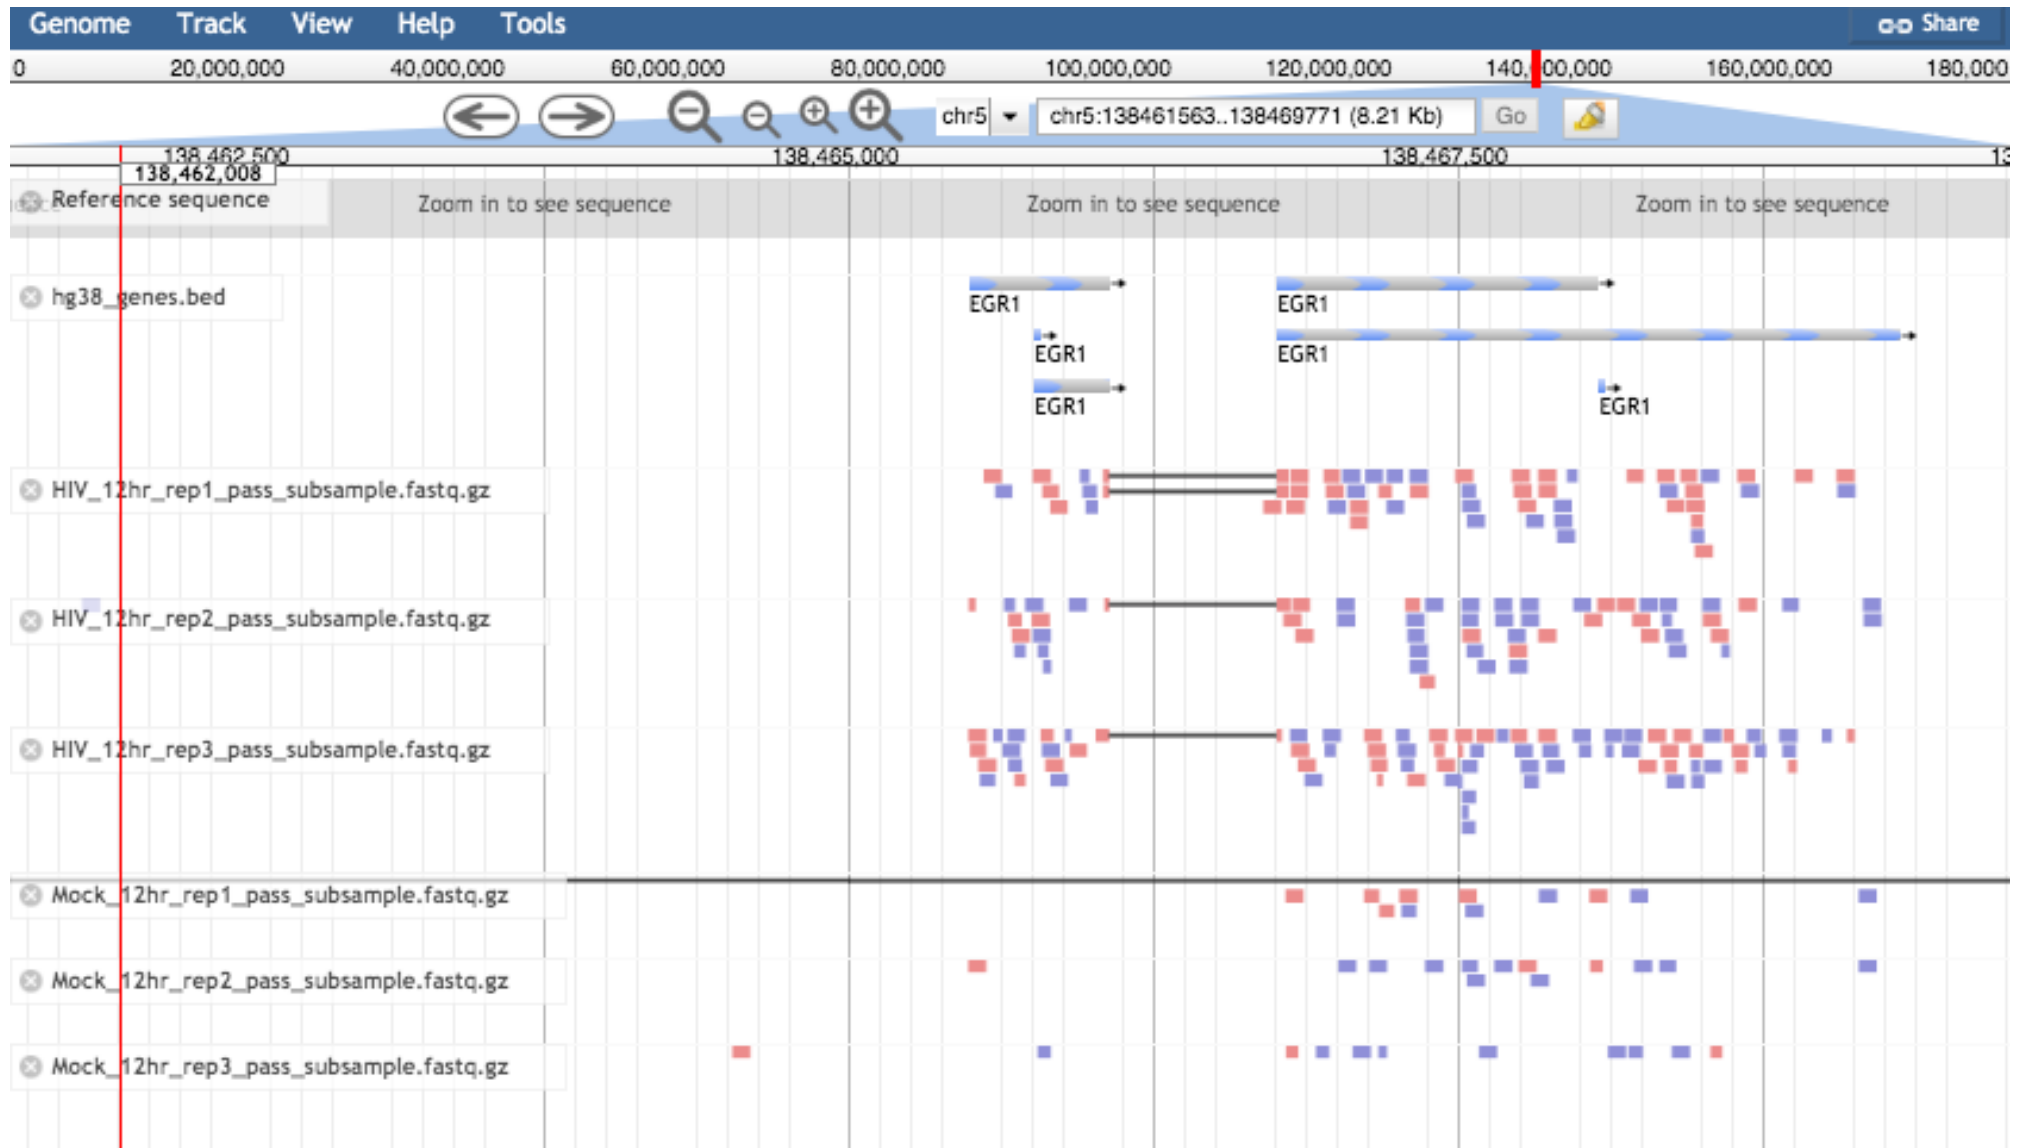 Genome Track View Help Tools Share
0 20,000,000 40,000,000 60,000,000 80,000,000 100,000,000 120,000,000 140,000,000 160,000,000 180,000
chr5 chr5:138461563..138469771 (8.21 Kb) Go
138,462,500 138,465,000 138,467,500 13
138,462,008
Reference sequence Zoom in to see sequence Zoom in to see sequence Zoom in to see sequence
hg38_genes.bed
EGR1 EGR1
EGR1 EGR1
EGR1 EGR1
HIV_12hr_rep1_pass_subsample.fastq.gz
HIV_12hr_rep2_pass_subsample.fastq.gz
HIV_12hr_rep3_pass_subsample.fastq.gz
Mock_12hr_rep1_pass_subsample.fastq.gz
Mock_12hr_rep2_pass_subsample.fastq.gz
Mock_12hr_rep3_pass_subsample.fastq.gz